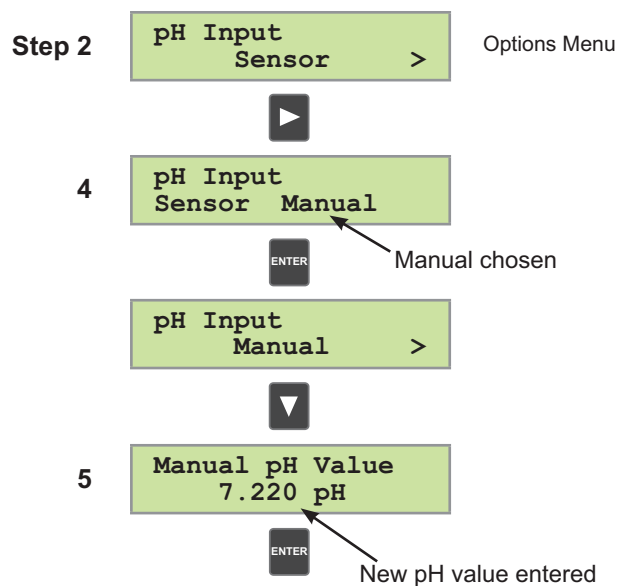 Step 2
pH Input
Sensor >
Options Menu
4
pH Input
Sensor Manual
ENTER
Manual chosen
pH Input
Manual >
5
Manual pH Value
7.220 pH
ENTER
New pH value entered